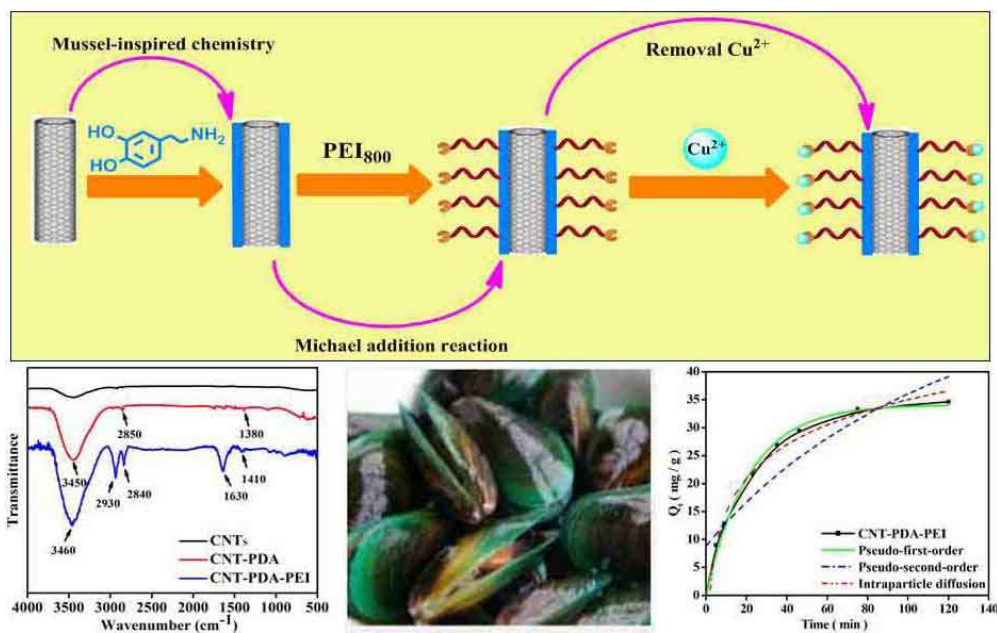 Mussel-inspired chemistry
Removal Cu²⁺
HO
NH₂
HO
PEI₈₀₀
Cu²⁺
Michael addition reaction
Transmittance
2850
1380
3450
2930
2840
1630
1410
3460
CNTs
CNT-PDA
CNT-PDA-PEI
4000 3500 3000 2500 2000 1500 1000 500
Wavenumber (cm⁻¹)
Qt ( mg / g )
40
35
30
25
20
15
10
5
0
CNT-PDA-PEI
Pseudo-first-order
Pseudo-second-order
Intraparticle diffusion
0 20 40 60 80 100 120 140
Time ( min )